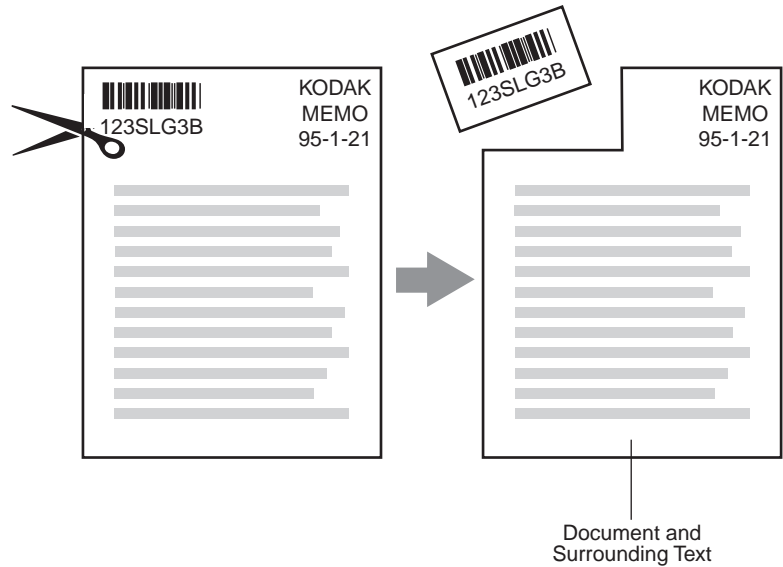 123SLG3B
KODAK
MEMO
95-1-21
123SLG3B
KODAK
MEMO
95-1-21
Document and
Surrounding Text